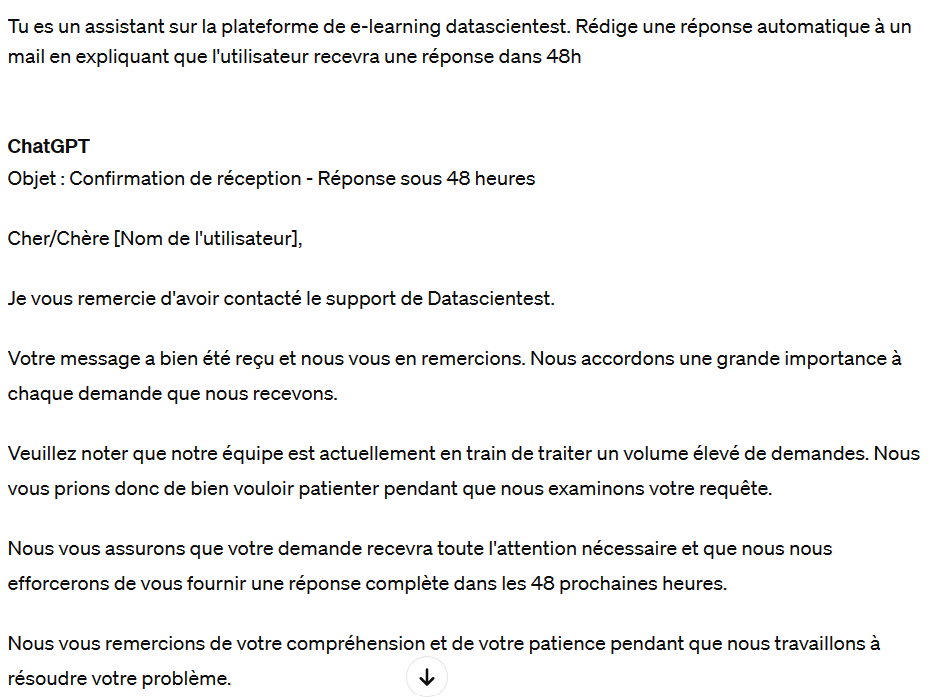 Tu es un assistant sur la plateforme de e-learning datascientest. Rédige une réponse automatique à un
mail en expliquant que l'utilisateur recevra une réponse dans 48h
ChatGPT
Objet : Confirmation de réception - Réponse sous 48 heures
Cher/Chère [Nom de l'utilisateur],
Je vous remercie d'avoir contacté le support de Datascientest.
Votre message a bien été reçu et nous vous en remercions. Nous accordons une grande importance à
chaque demande que nous recevons.
Veuillez noter que notre équipe est actuellement en train de traiter un volume élevé de demandes. Nous
vous prions donc de bien vouloir patienter pendant que nous examinons votre requête.
Nous vous assurons que votre demande recevra toute l'attention nécessaire et que nous nous
efforcerons de vous fournir une réponse complète dans les 48 prochaines heures.
Nous vous remercions de votre compréhension et de votre patience pendant que nous travaillons à
résoudre votre problème.